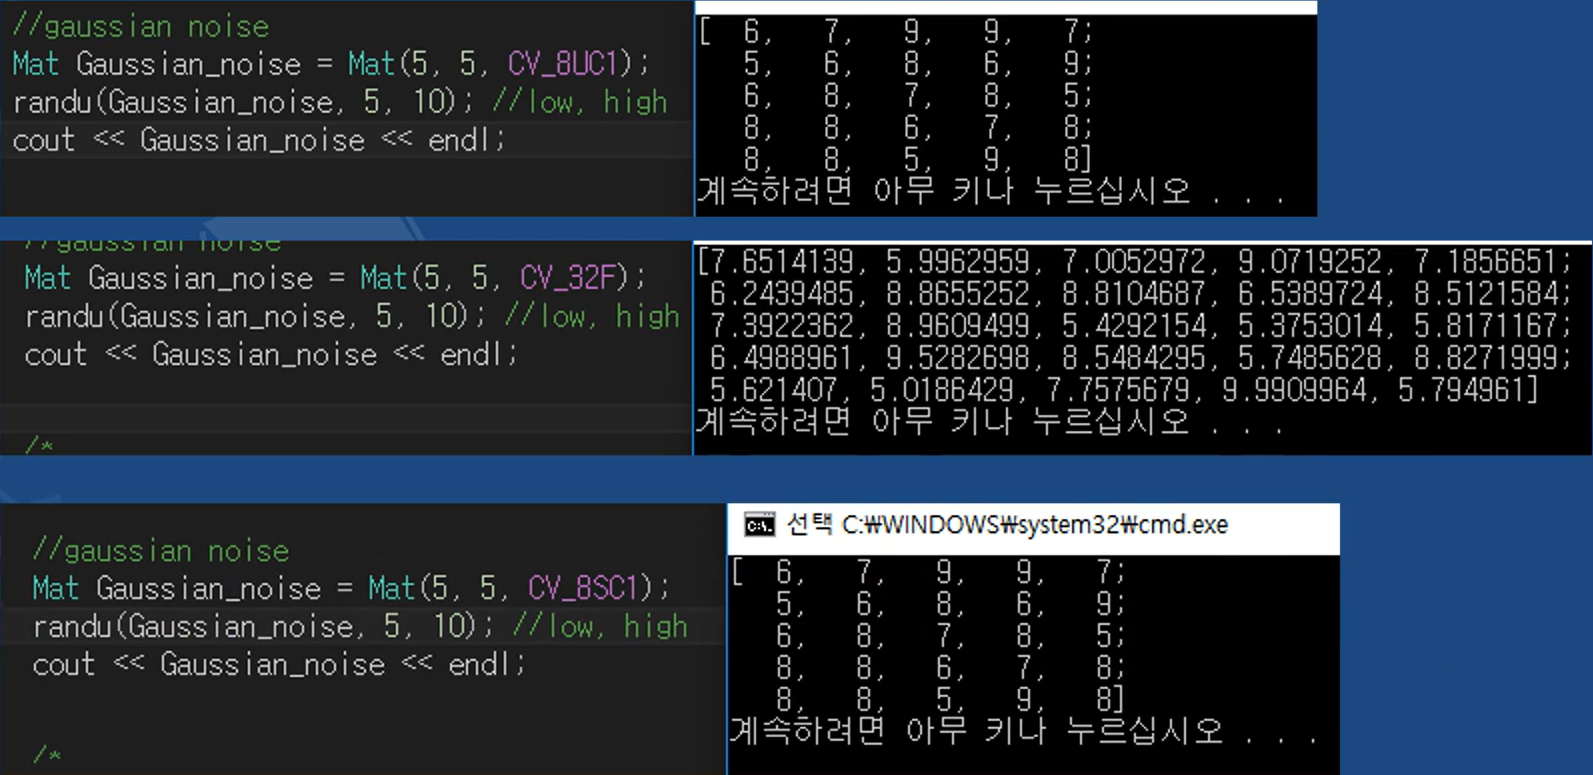 //gaussian noise
Mat Gaussian_noise = Mat(5, 5, CV_8UC1);
randu(Gaussian_noise, 5, 10); //low, high
cout << Gaussian_noise << endl;
[  6,   7,   9,   9,   7;
   5,   6,   8,   6,   9;
   6,   8,   7,   8,   5;
   8,   8,   6,   7,   8;
   8,   8,   5,   9,   8]
계속하려면 아무 키나 누르십시오 . . .
//gaussian noise
Mat Gaussian_noise = Mat(5, 5, CV_32F);
randu(Gaussian_noise, 5, 10); //low, high
cout << Gaussian_noise << endl;
/*
[7.6514139, 5.9962959, 7.0052972, 9.0719252, 7.1856651;
 6.2439485, 8.8655252, 8.8104687, 6.5389724, 8.5121584;
 7.3922362, 8.9609499, 5.4292154, 5.3753014, 5.8171167;
 6.4988961, 9.5282698, 8.5484295, 5.7485628, 8.8271999;
 5.621407, 5.0186429, 7.7575679, 9.9909964, 5.794961]
계속하려면 아무 키나 누르십시오 . . .
//gaussian noise
Mat Gaussian_noise = Mat(5, 5, CV_8SC1);
randu(Gaussian_noise, 5, 10); //low, high
cout << Gaussian_noise << endl;
/*
선택 C:₩WINDOWS₩system32₩cmd.exe
[  6,   7,   9,   9,   7;
   5,   6,   8,   6,   9;
   6,   8,   7,   8,   5;
   8,   8,   6,   7,   8;
   8,   8,   5,   9,   8]
계속하려면 아무 키나 누르십시오 . . .